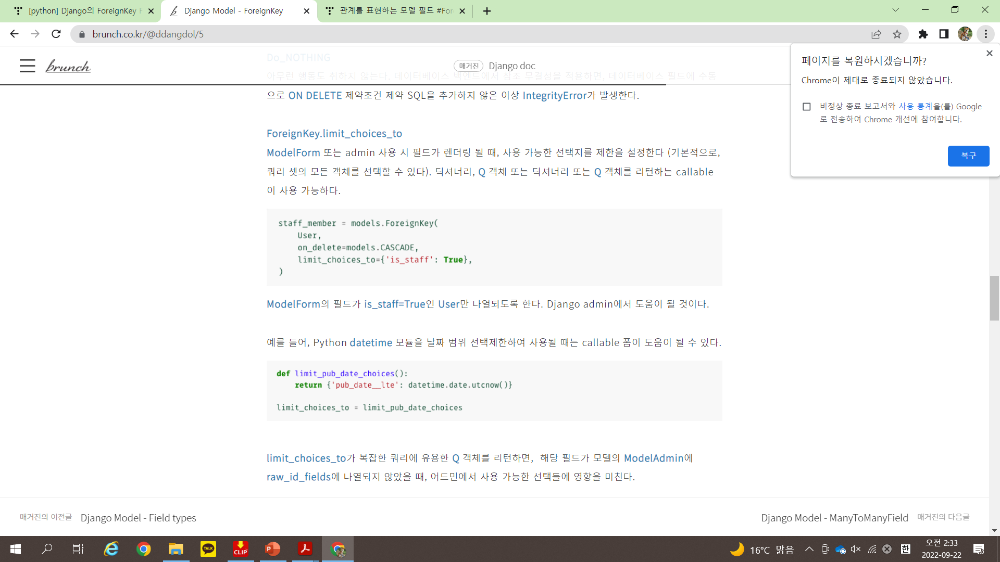 [python] Django의 ForeignKey F
Django Model - ForeignKey
관계를 표현하는 모델 필드 #For
brunch.co.kr/@ddangdol/5
brunch
매거진 Django doc
Do_NOTHING
아무런 행동도 취하지 않는다. 데이터베이스 백엔드에서 참조 무결성을 적용하면, 데이터베이스 필드에 수동
으로 ON DELETE 제약조건 제약 SQL을 추가하지 않은 이상 IntegrityError가 발생한다.
ForeignKey.limit_choices_to
ModelForm 또는 admin 사용 시 필드가 렌더링 될 때, 사용 가능한 선택지를 제한을 설정한다 (기본적으로,
쿼리 셋의 모든 객체를 선택할 수 있다). 딕셔너리, Q 객체 또는 딕셔너리 또는 Q 객체를 리턴하는 callable
이 사용 가능하다.
staff_member = models.ForeignKey(
    User,
    on_delete=models.CASCADE,
    limit_choices_to={'is_staff': True},
)
ModelForm의 필드가 is_staff=True인 User만 나열되도록 한다. Django admin에서 도움이 될 것이다.
예를 들어, Python datetime 모듈을 날짜 범위 선택제한하여 사용될 때는 callable 폼이 도움이 될 수 있다.
def limit_pub_date_choices():
    return {'pub_date__lte': datetime.date.utcnow()}
limit_choices_to = limit_pub_date_choices
limit_choices_to가 복잡한 쿼리에 유용한 Q 객체를 리턴하면, 해당 필드가 모델의 ModelAdmin에
raw_id_fields에 나열되지 않았을 때, 어드민에서 사용 가능한 선택들에 영향을 미친다.
매거진의 이전글 Django Model - Field types
Django Model - ManyToManyField 매거진의 다음글
페이지를 복원하시겠습니까?
Chrome이 제대로 종료되지 않았습니다.
비정상 종료 보고서와 사용 통계을(를) Google
로 전송하여 Chrome 개선에 참여합니다.
복구
TALK
CLIP
P
16°C 맑음
한
오전 2:33
2022-09-22